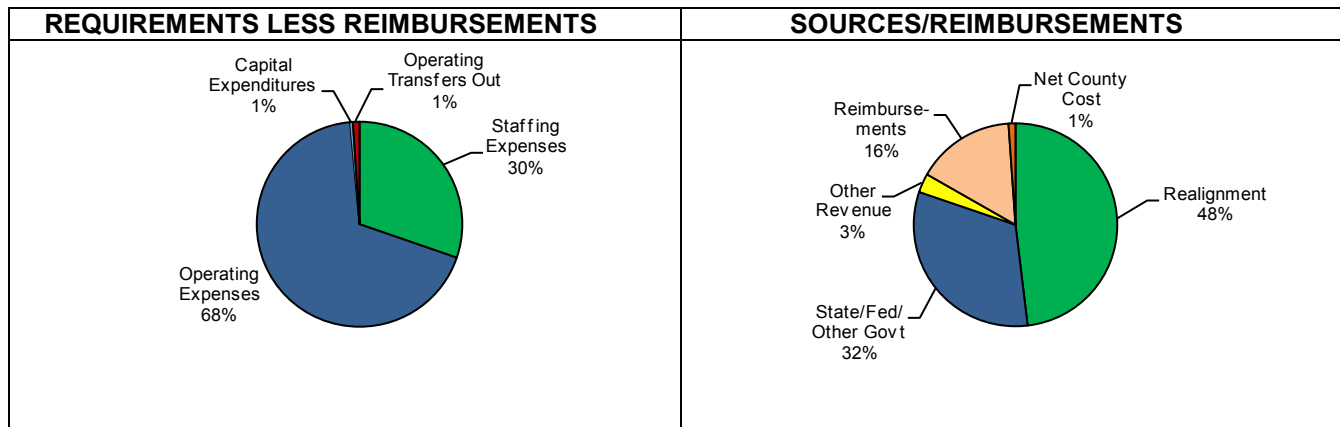 REQUIREMENTS LESS REIMBURSEMENTS
Capital
Expenditures
1%
Operating
Transfers Out
1%
Staffing
Expenses
30%
Operating
Expenses
68%
SOURCES/REIMBURSEMENTS
Net County
Cost
1%
Reimburse-
ments
16%
Other
Revenue
3%
Realignment
48%
State/Fed/
Other Govt
32%